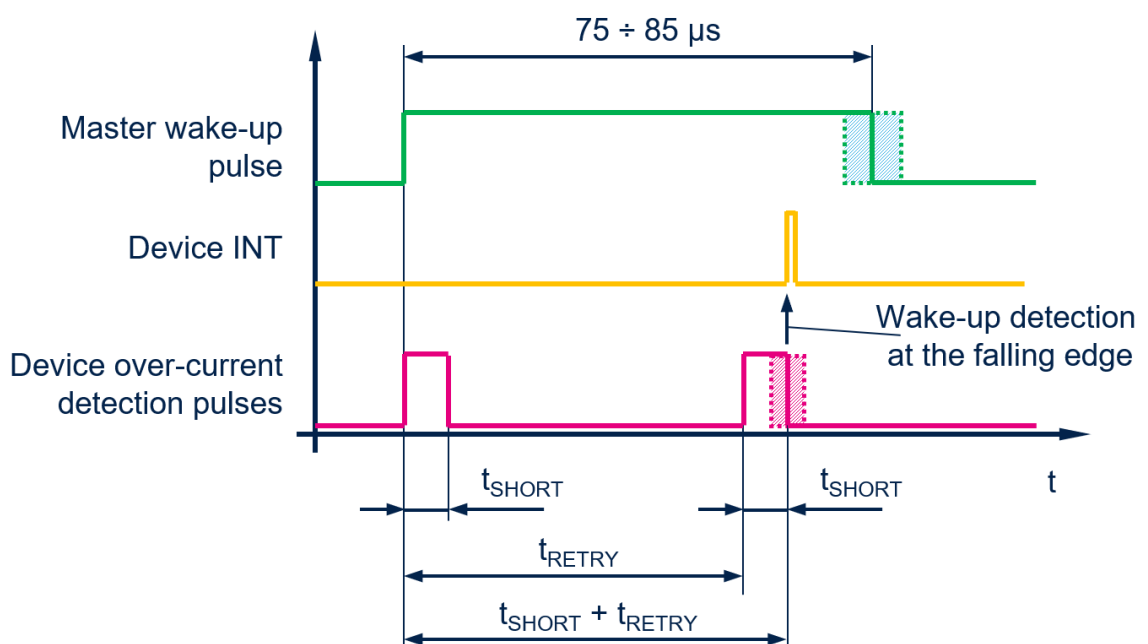 75 ÷ 85 µs
Master wake-up
pulse
Device INT
Wake-up detection
at the falling edge
Device over-current
detection pulses
t
tSHORT
tSHORT
tRETRY
tSHORT + tRETRY